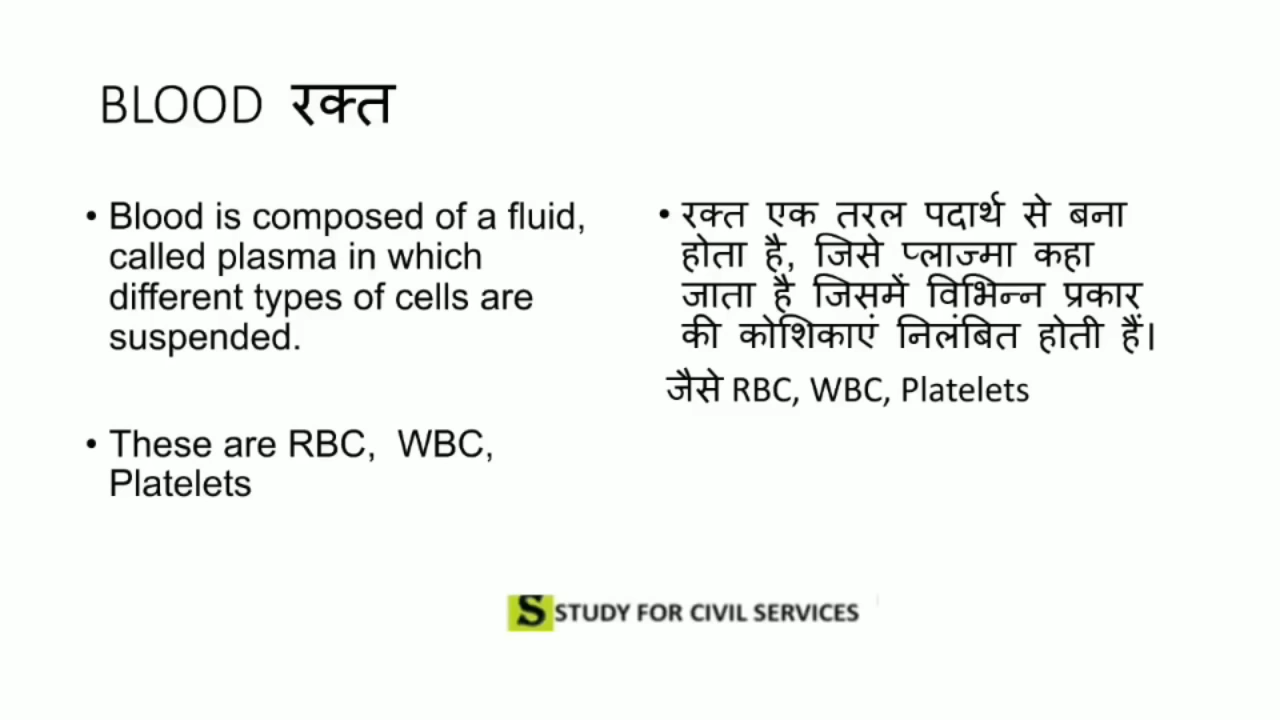 BLOOD रक्त
• Blood is composed of a fluid,
called plasma in which
different types of cells are
suspended.
• These are RBC, WBC,
Platelets
• रक्त एक तरल पदार्थ से बना
होता है, जिसे प्लाज्मा कहा
जाता है जिसमें विभिन्न प्रकार
की कोशिकाएं निलंबित होती हैं।
जैसे RBC, WBC, Platelets
S STUDY FOR CIVIL SERVICES